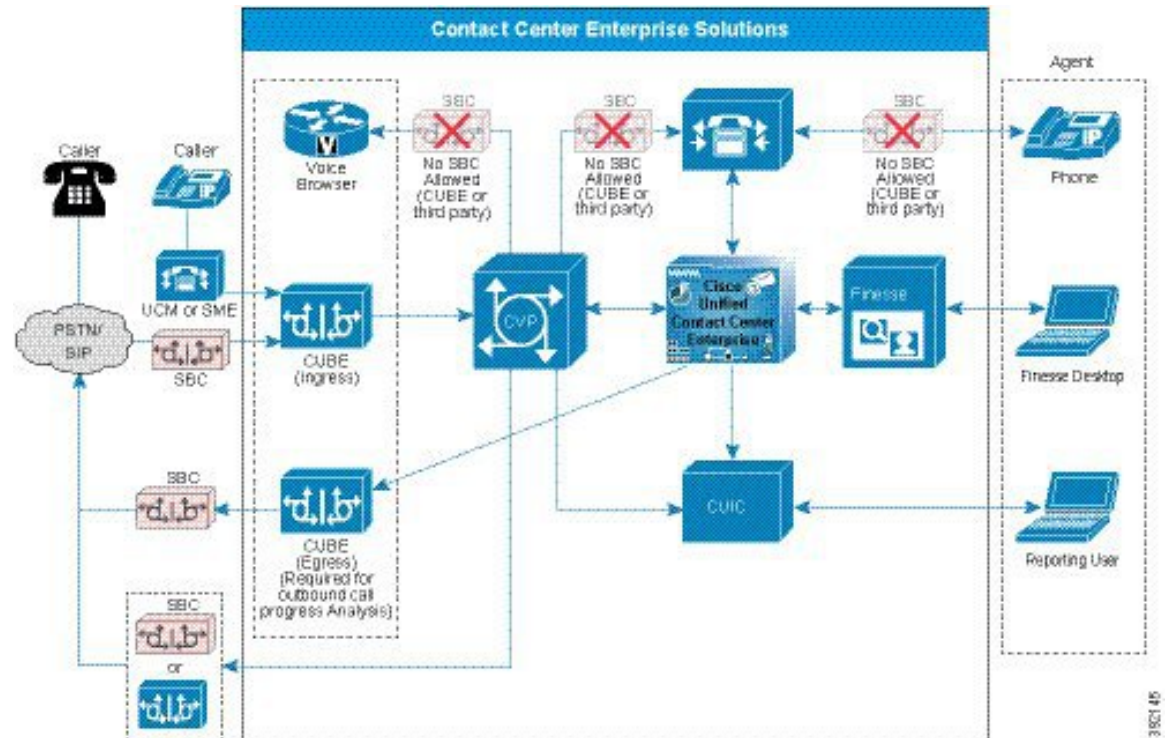 Contact Center Enterprise Solutions
Agent
Caller
Caller
SBC
SBC
SBC
V
Voice
Browser
No SBC
Allowed
(CUBE or
third party)
No SBC
Allowed
(CUBE or
third party)
No SBC
Allowed
(CUBE or
third party)
IP
Phone
IP
UCM or SME
PSTN/
SIP
SBC
CUBE
(Ingress)
CVP
Cisco
Unified
Contact Center
Enterprise
Finesse
Finesse Desktop
SBC
CUBE
(Egress)
(Required for
outbound call
progress Analysis)
CUIC
Reporting User
SBC
or
392145